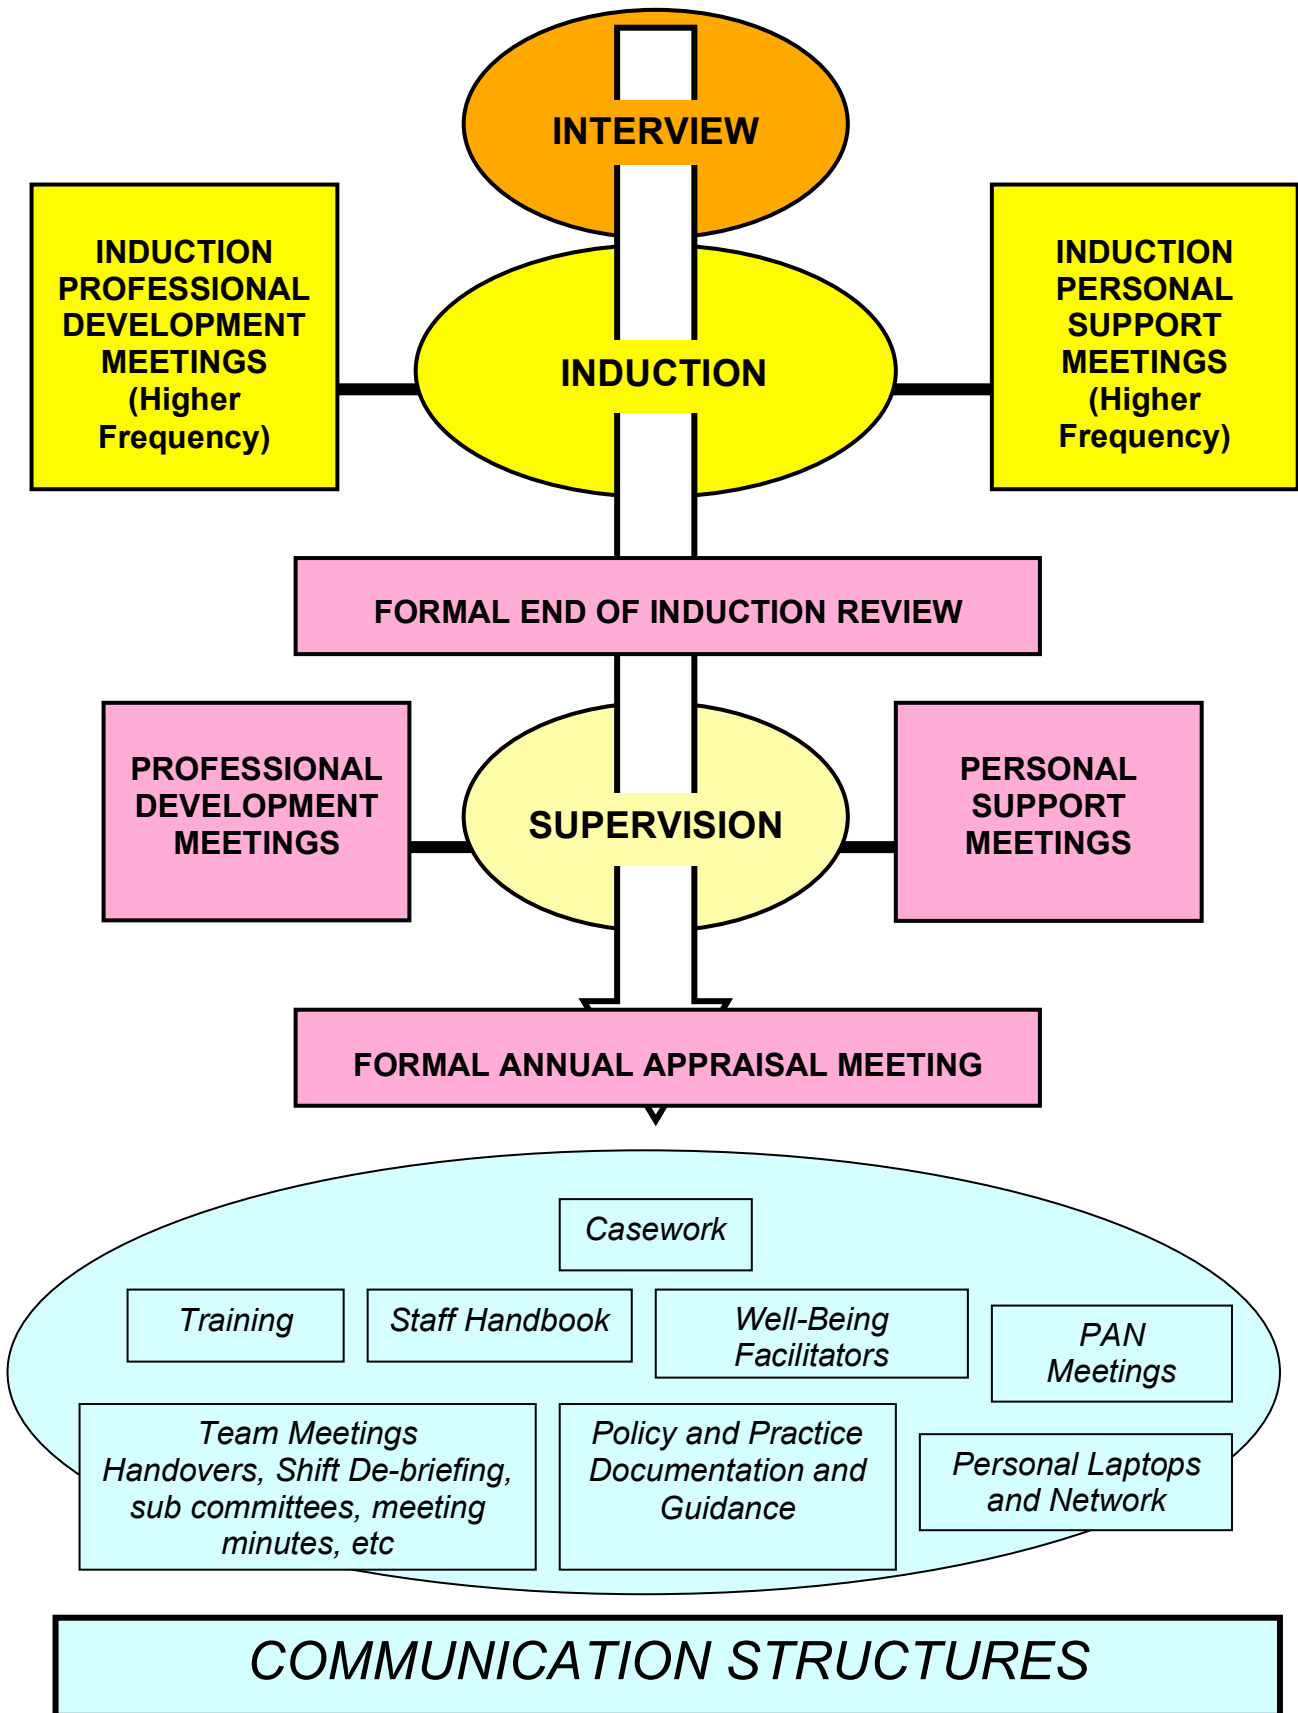 INTERVIEW
INDUCTION
PROFESSIONAL
DEVELOPMENT
MEETINGS
(Higher
Frequency)
INDUCTION
INDUCTION
PERSONAL
SUPPORT
MEETINGS
(Higher
Frequency)
FORMAL END OF INDUCTION REVIEW
PROFESSIONAL
DEVELOPMENT
MEETINGS
SUPERVISION
PERSONAL
SUPPORT
MEETINGS
FORMAL ANNUAL APPRAISAL MEETING
Casework
Training
Staff Handbook
Well-Being
Facilitators
PAN
Meetings
Team Meetings
Handovers, Shift De-briefing,
sub committees, meeting
minutes, etc
Policy and Practice
Documentation and
Guidance
Personal Laptops
and Network
COMMUNICATION STRUCTURES